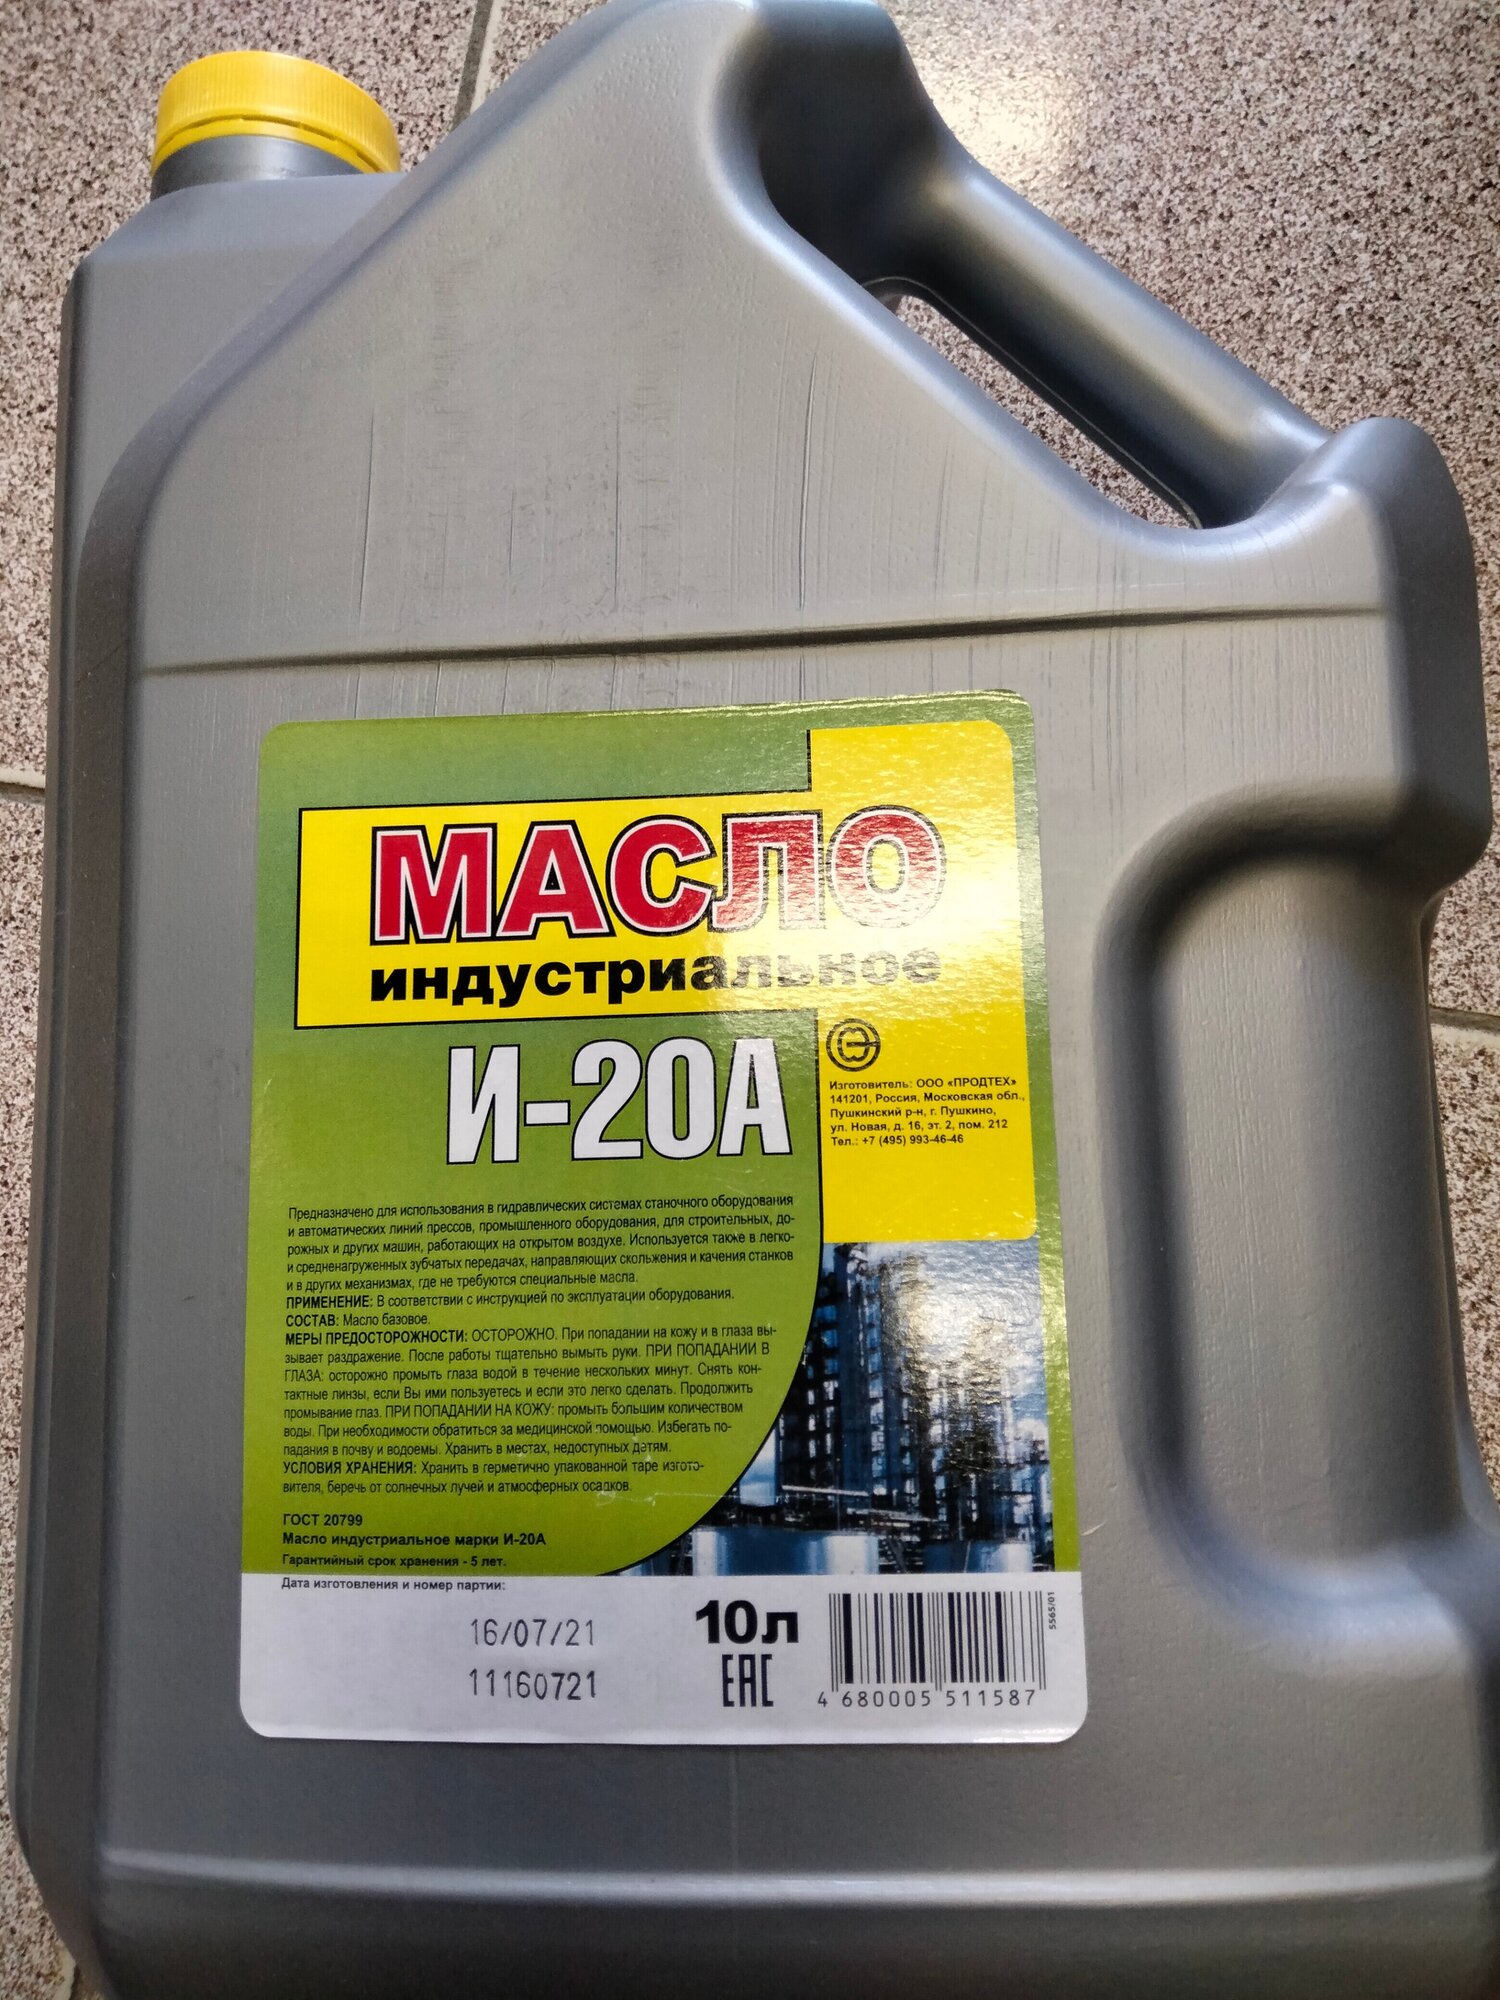 МАСЛО
индустриальное
И-20А
Изготовитель: ООО «ПРОДТЕХ»
141201, Россия, Московская обл.,
Пушкинский р-н, г. Пушкино,
ул. Новая, д. 16, эт. 2, пом. 212
Тел.: +7 (495) 993-46-46
Предназначено для использования в гидравлических системах станочного оборудования
и автоматических линий прессов, промышленного оборудования, для строительных, до-
рожных и других машин, работающих на открытом воздухе. Используется также в легко-
и средненагруженных зубчатых передачах, направляющих скольжения и качения станков
и в других механизмах, где не требуются специальные масла.
ПРИМЕНЕНИЕ: В соответствии с инструкцией по эксплуатации оборудования.
СОСТАВ: Масло базовое.
МЕРЫ ПРЕДОСТОРОЖНОСТИ: ОСТОРОЖНО. При попадании на кожу и в глаза вы-
зывает раздражение. После работы тщательно вымыть руки. ПРИ ПОПАДАНИИ В
ГЛАЗА: осторожно промыть глаза водой в течение нескольких минут. Снять кон-
тактные линзы, если Вы ими пользуетесь и если это легко сделать. Продолжить
промывание глаз. ПРИ ПОПАДАНИИ НА КОЖУ: промыть большим количеством
воды. При необходимости обратиться за медицинской помощью. Избегать по-
падания в почву и водоемы. Хранить в местах, недоступных детям.
УСЛОВИЯ ХРАНЕНИЯ: Хранить в герметично упакованной таре изгото-
вителя, беречь от солнечных лучей и атмосферных осадков.
ГОСТ 20799
Масло индустриальное марки И-20А
Гарантийный срок хранения - 5 лет.
Дата изготовления и номер партии:
16/07/21
11160721
10л
EAC
4 680005 511587
5565/01